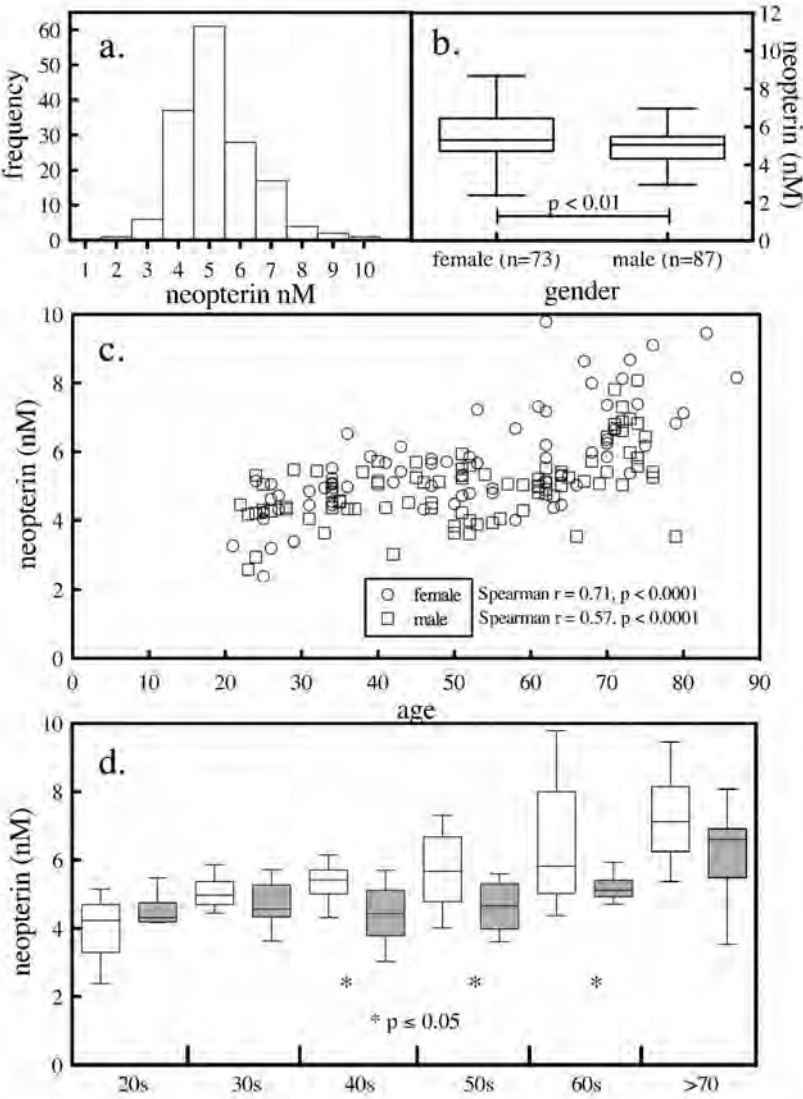 a.
frequency
60
50
40
30
20
10
0
1 2 3 4 5 6 7 8 9 10
neopterin nM
b.
12
10
8
6
4
2
0
neopterin (nM)
p < 0.01
female (n=73) male (n=87)
gender
c.
neopterin (nM)
10
8
6
4
2
0
female Spearman r = 0.71, p < 0.0001
male Spearman r = 0.57, p < 0.0001
0 10 20 30 40 50 60 70 80 90
age
d.
neopterin (nM)
10
8
6
4
2
0
* * *
* p ≤ 0.05
20s 30s 40s 50s 60s >70